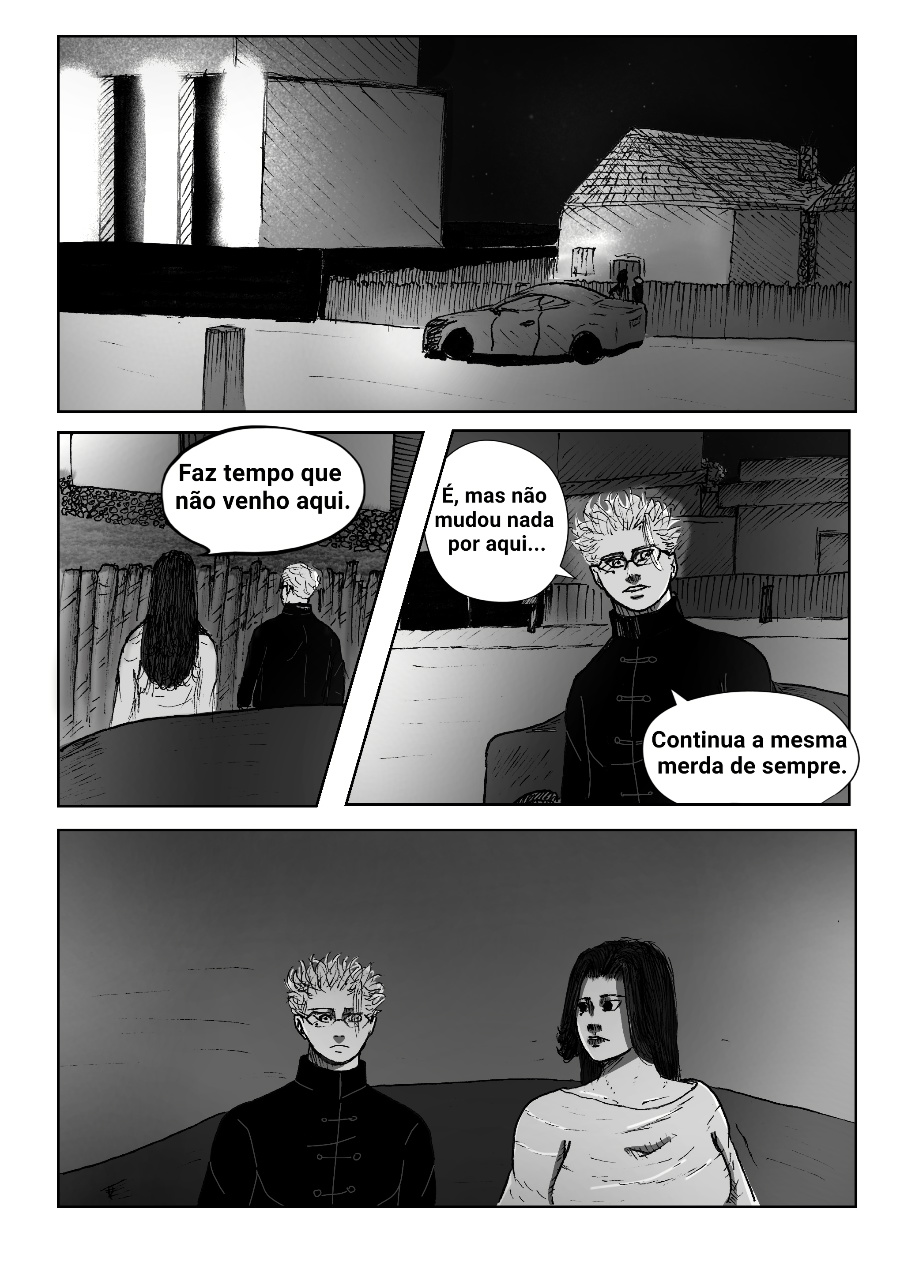 Faz tempo que
não venho aqui.
É, mas não
mudou nada
por aqui...
Continua a mesma
merda de sempre.